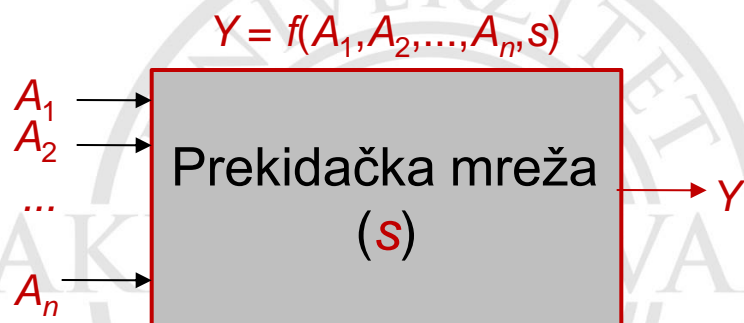 Y = f(A₁,A₂,...,Aₙ,s)
A₁
A₂
...
Aₙ
Prekidačka mreža
(s)
Y